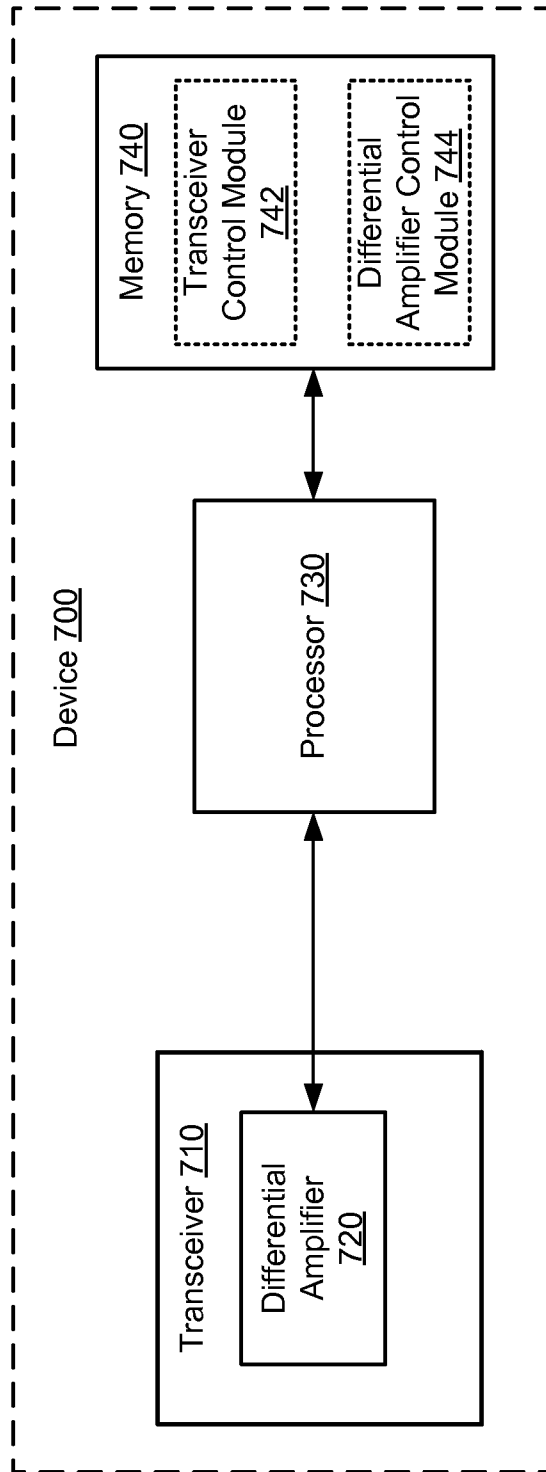 Device 700
Transceiver 710
Differential
Amplifier
720
Processor 730
Memory 740
Transceiver
Control Module
742
Differential
Amplifier Control
Module 744